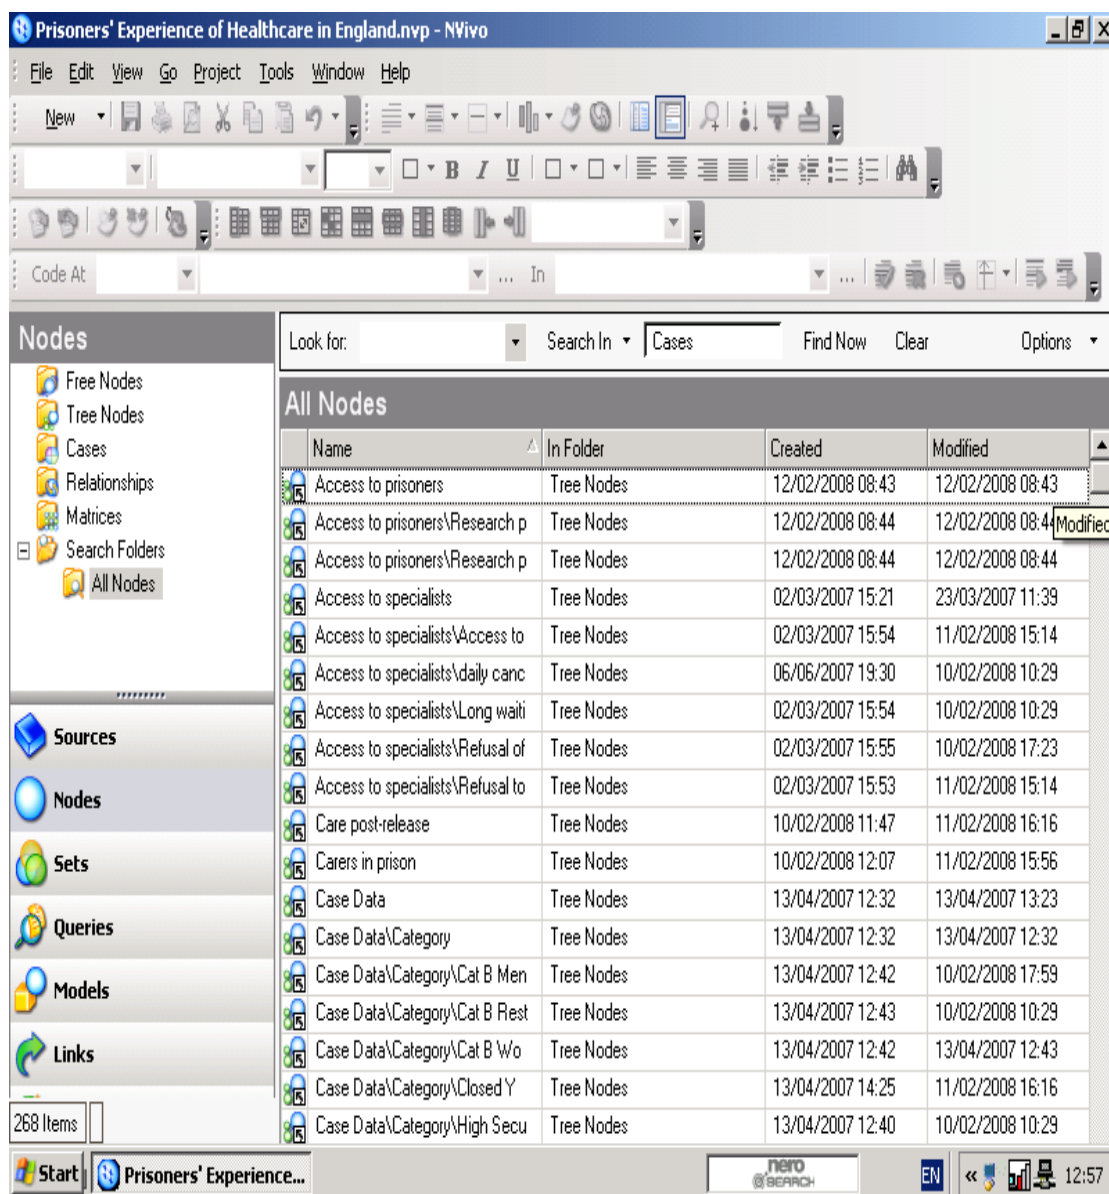 Prisoners' Experience of Healthcare in England.nvp - NVivo
File Edit View Go Project Tools Window Help
New
B I U
Code At ... In ...
Nodes
Free Nodes
Tree Nodes
Cases
Relationships
Matrices
Search Folders
All Nodes
Sources
Nodes
Sets
Queries
Models
Links
268 Items
Look for: Search In Cases Find Now Clear Options
All Nodes
Name In Folder Created Modified
Access to prisoners Tree Nodes 12/02/2008 08:43 12/02/2008 08:43
Access to prisoners\Research p Tree Nodes 12/02/2008 08:44 12/02/2008 08:44
Modified
Access to prisoners\Research p Tree Nodes 12/02/2008 08:44 12/02/2008 08:44
Access to specialists Tree Nodes 02/03/2007 15:21 23/03/2007 11:39
Access to specialists\Access to Tree Nodes 02/03/2007 15:54 11/02/2008 15:14
Access to specialists\daily canc Tree Nodes 06/06/2007 19:30 10/02/2008 10:29
Access to specialists\Long waiti Tree Nodes 02/03/2007 15:54 10/02/2008 10:29
Access to specialists\Refusal of Tree Nodes 02/03/2007 15:55 10/02/2008 17:23
Access to specialists\Refusal to Tree Nodes 02/03/2007 15:53 11/02/2008 15:14
Care post-release Tree Nodes 10/02/2008 11:47 11/02/2008 16:16
Carers in prison Tree Nodes 10/02/2008 12:07 11/02/2008 15:56
Case Data Tree Nodes 13/04/2007 12:32 13/04/2007 13:23
Case Data\Category Tree Nodes 13/04/2007 12:32 13/04/2007 12:32
Case Data\Category\Cat B Men Tree Nodes 13/04/2007 12:42 10/02/2008 17:59
Case Data\Category\Cat B Rest Tree Nodes 13/04/2007 12:43 10/02/2008 10:29
Case Data\Category\Cat B Wo Tree Nodes 13/04/2007 12:42 13/04/2007 12:43
Case Data\Category\Closed Y Tree Nodes 13/04/2007 14:25 11/02/2008 16:16
Case Data\Category\High Secu Tree Nodes 13/04/2007 12:40 10/02/2008 10:29
Start Prisoners' Experience... nero SEARCH EN « 12:57